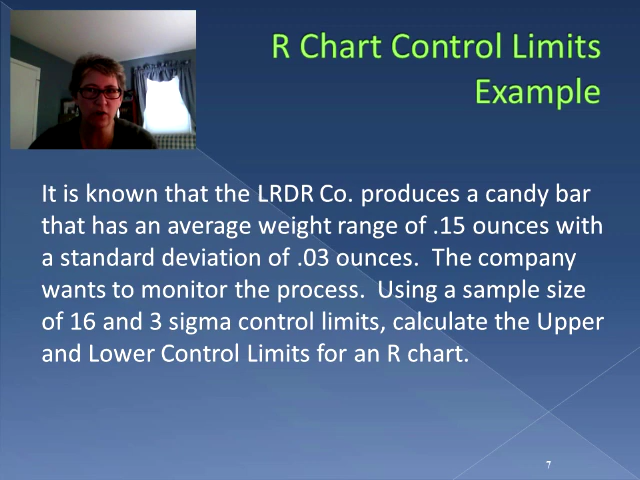 R Chart Control Limits
Example
It is known that the LRDR Co. produces a candy bar
that has an average weight range of .15 ounces with
a standard deviation of .03 ounces.  The company
wants to monitor the process.  Using a sample size
of 16 and 3 sigma control limits, calculate the Upper
and Lower Control Limits for an R chart.
7